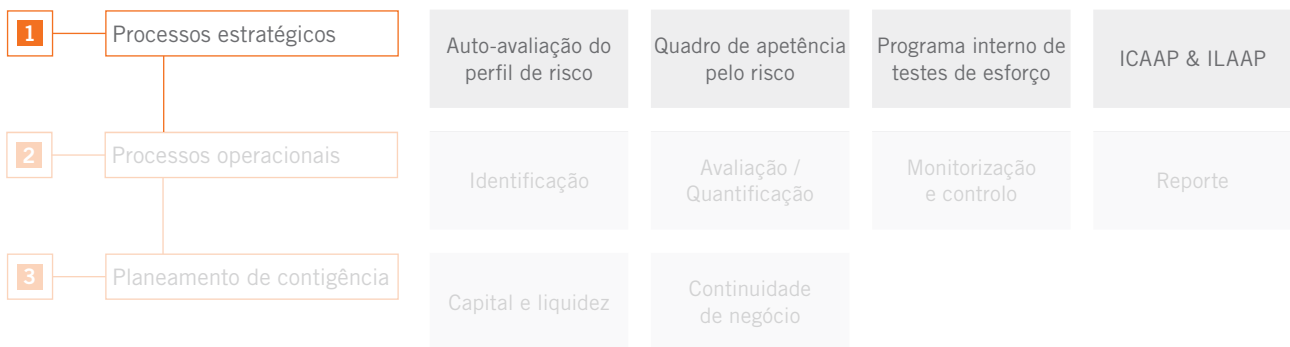 1 Processos estratégicos
Auto-avaliação do
perfil de risco
Quadro de apetência
pelo risco
Programa interno de
testes de esforço
ICAAP & ILAAP
2 Processos operacionais
Identificação
Avaliação /
Quantificação
Monitorização
e controlo
Reporte
3 Planeamento de contigência
Capital e liquidez
Continuidade
de negócio